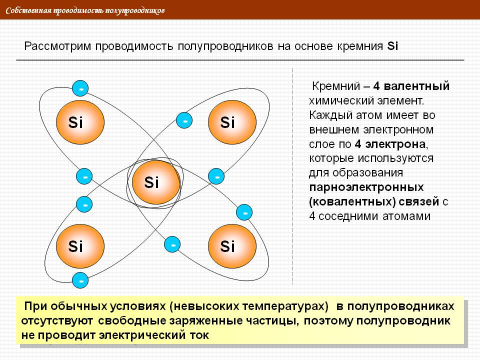 Собственная проводимость полупроводников
Рассмотрим проводимость полупроводников на основе кремния Si
Si
Si
Si
Si
Si
-
-
-
-
-
-
-
-
Кремний – 4 валентный
химический элемент.
Каждый атом имеет во
внешнем электронном
слое по 4 электрона,
которые используются
для образования
парноэлектронных
(ковалентных) связей с
4 соседними атомами
При обычных условиях (невысоких температурах) в полупроводниках
отсутствуют свободные заряженные частицы, поэтому полупроводник
не проводит электрический ток